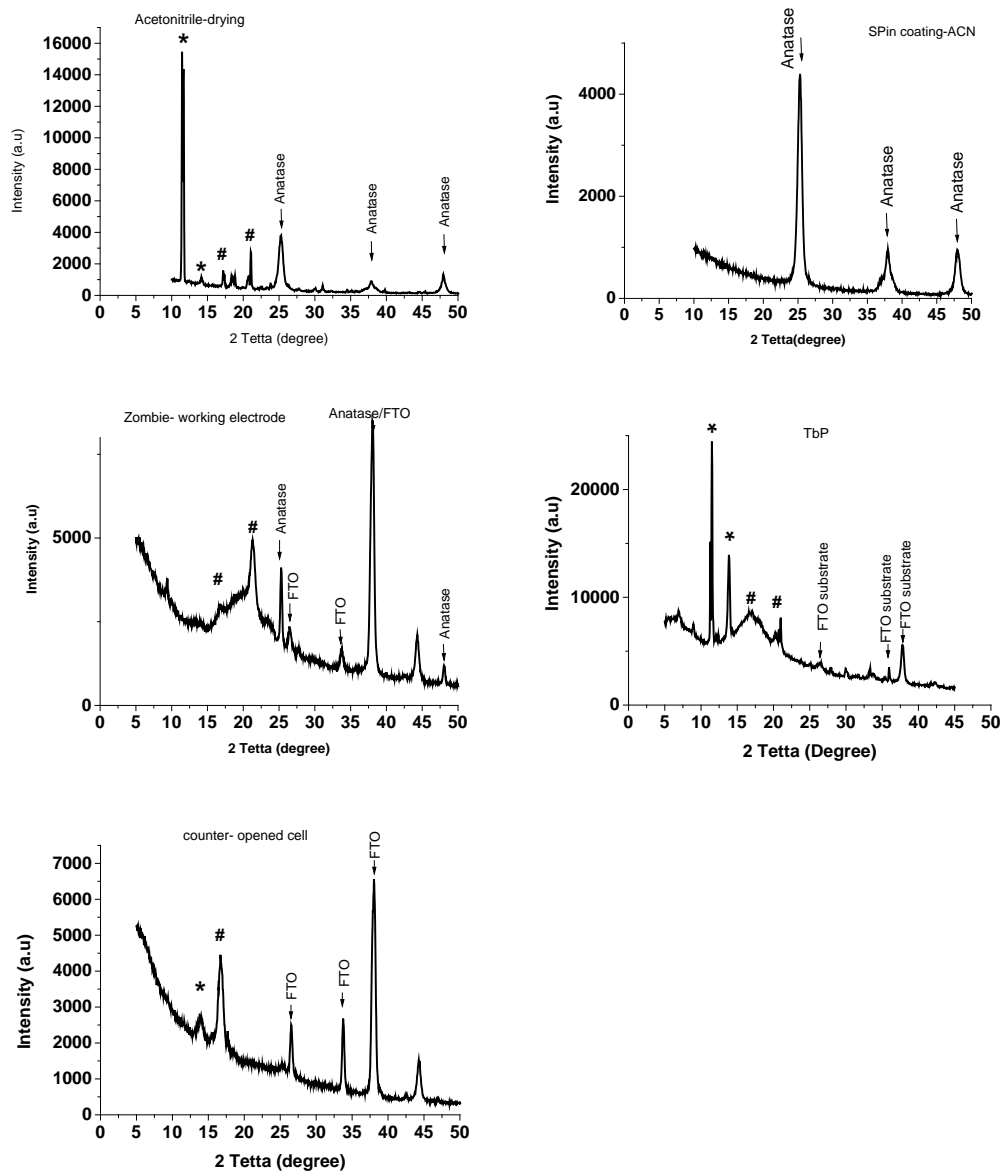 Acetonitrile-drying
16000
14000
12000
10000
8000
6000
4000
2000
0
Intensity (a.u)
*
*
#
#
Anatase
Anatase
Anatase
0 5 10 15 20 25 30 35 40 45 50
2 Tetta (degree)
SPin coating-ACN
4000
2000
0
Intensity (a.u)
Anatase
Anatase
Anatase
0 5 10 15 20 25 30 35 40 45 50
2 Tetta(degree)
Zombie- working electrode
Anatase/FTO
5000
0
Intensity (a.u)
#
#
Anatase
FTO
FTO
Anatase
0 5 10 15 20 25 30 35 40 45 50
2 Tetta (degree)
TbP
20000
10000
0
Intensity (a.u)
*
*
#
#
FTO substrate
FTO substrate
FTO substrate
0 5 10 15 20 25 30 35 40 45 50
2 Tetta (Degree)
counter- opened cell
7000
6000
5000
4000
3000
2000
1000
0
Intensity (a.u)
*
#
FTO
FTO
FTO
0 5 10 15 20 25 30 35 40 45 50
2 Tetta (degree)